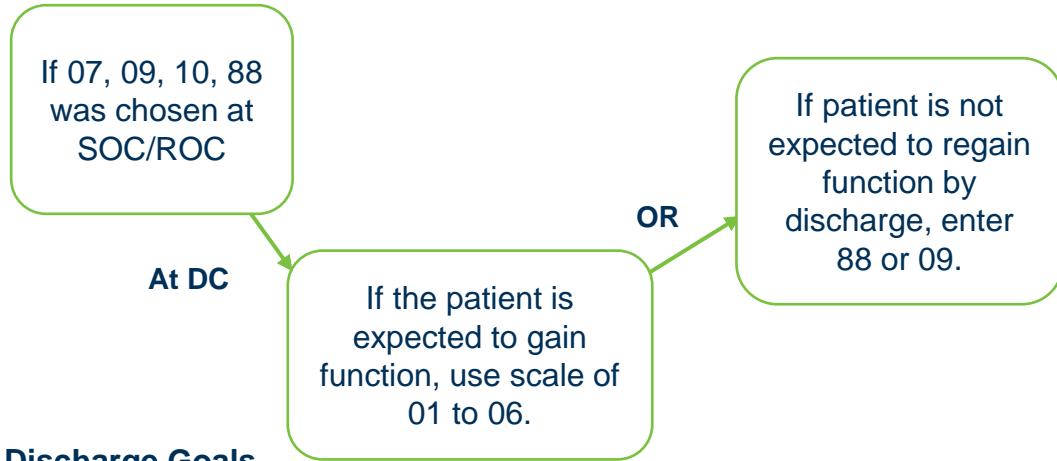 If 07, 09, 10, 88
was chosen at
SOC/ROC
At DC
If the patient is
expected to gain
function, use scale of
01 to 06.
OR
If patient is not
expected to regain
function by
discharge, enter
88 or 09.
Discharge Goals